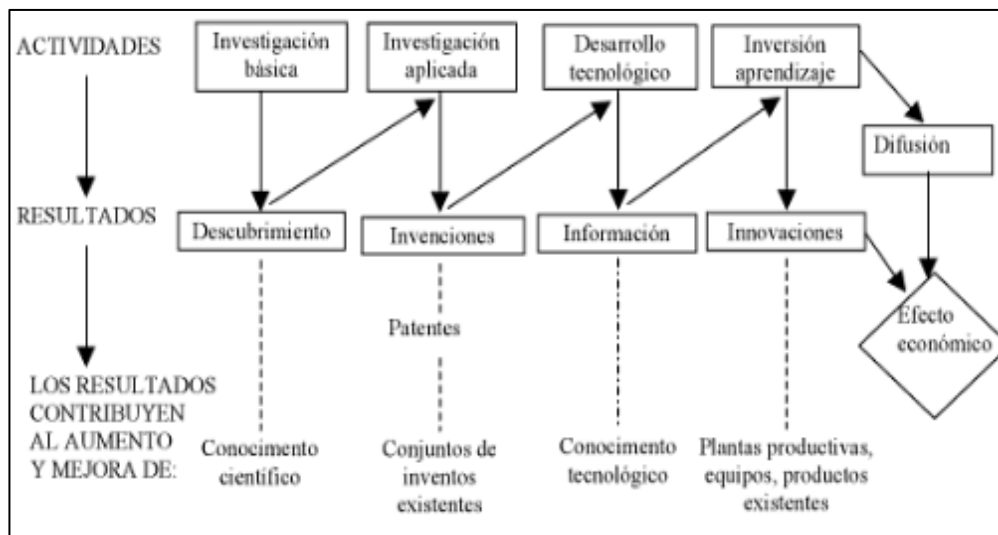 ACTIVIDADES
Investigación
básica
Investigación
aplicada
Desarrollo
tecnológico
Inversión
aprendizaje
Difusión
RESULTADOS
Descubrimiento
Invenciones
Información
Innovaciones
Patentes
Efecto
económico
LOS RESULTADOS
CONTRIBUYEN
AL AUMENTO
Y MEJORA DE:
Conocimento
científico
Conjuntos de
inventos
existentes
Conocimento
tecnológico
Plantas productivas,
equipos, productos
existentes